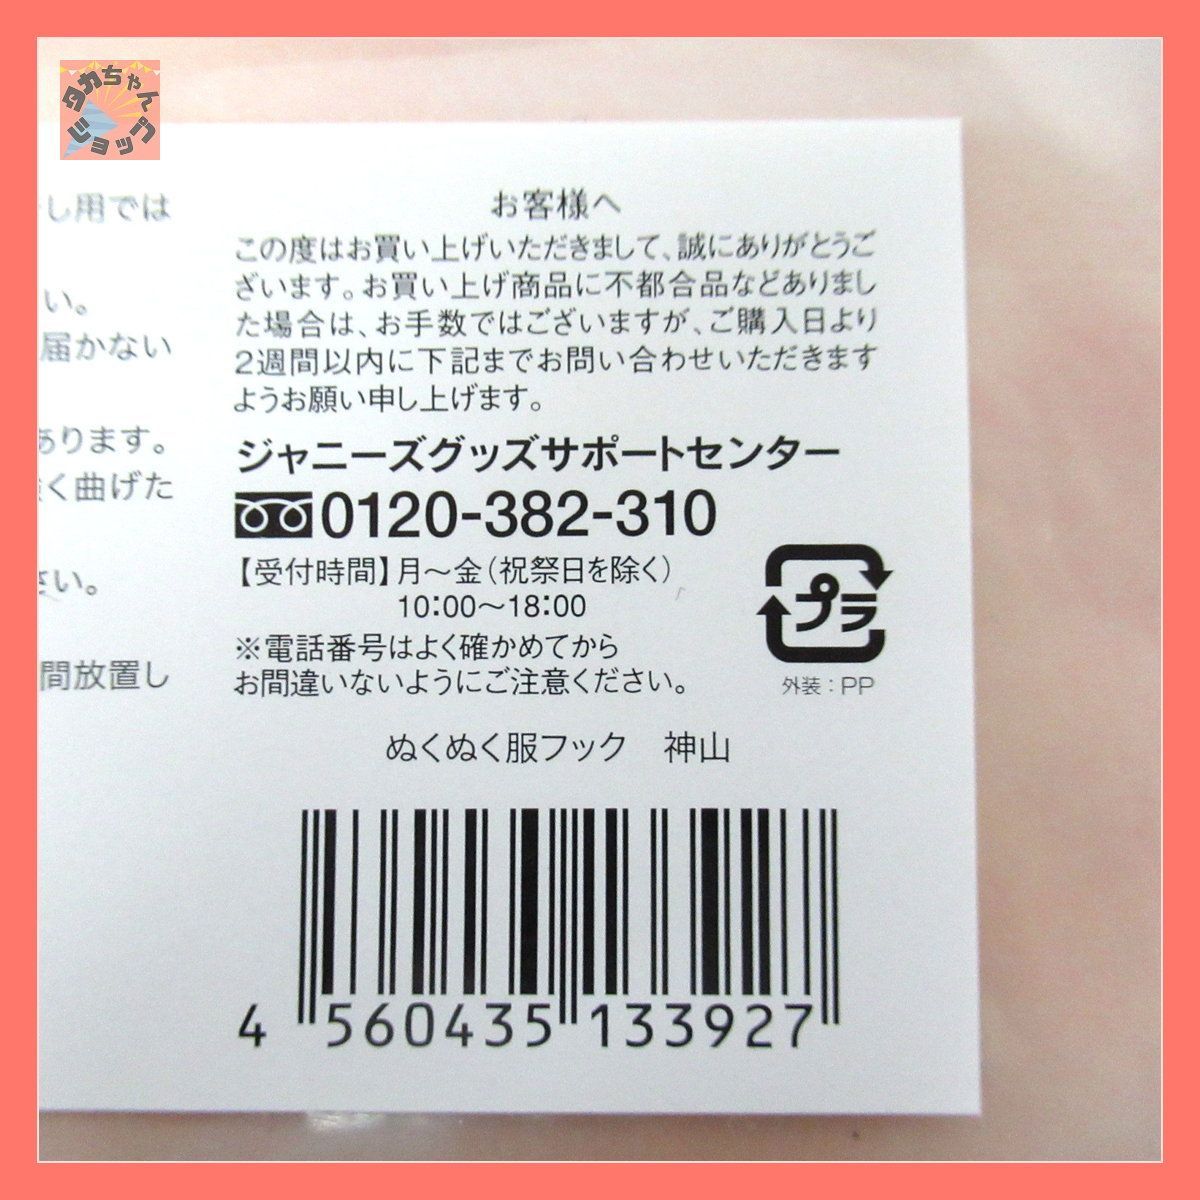 タカちゃん
ショップ
し用では
い。
届かない
あります。
く曲げた
さい。
間放置し
お客様へ
この度はお買い上げいただきまして、誠にありがとうご
ざいます。お買い上げ商品に不都合品などありまし
た場合は、お手数ではございますが、ご購入日より
2週間以内に下記までお問い合わせいただきます
ようお願い申し上げます。
ジャニーズグッズサポートセンター
0120-382-310
【受付時間】月～金(祝祭日を除く)
10:00～18:00
※電話番号はよく確かめてから
お間違いないようにご注意ください。
プラ
外装:PP
ぬくぬく服フック 神山
4 560435 133927